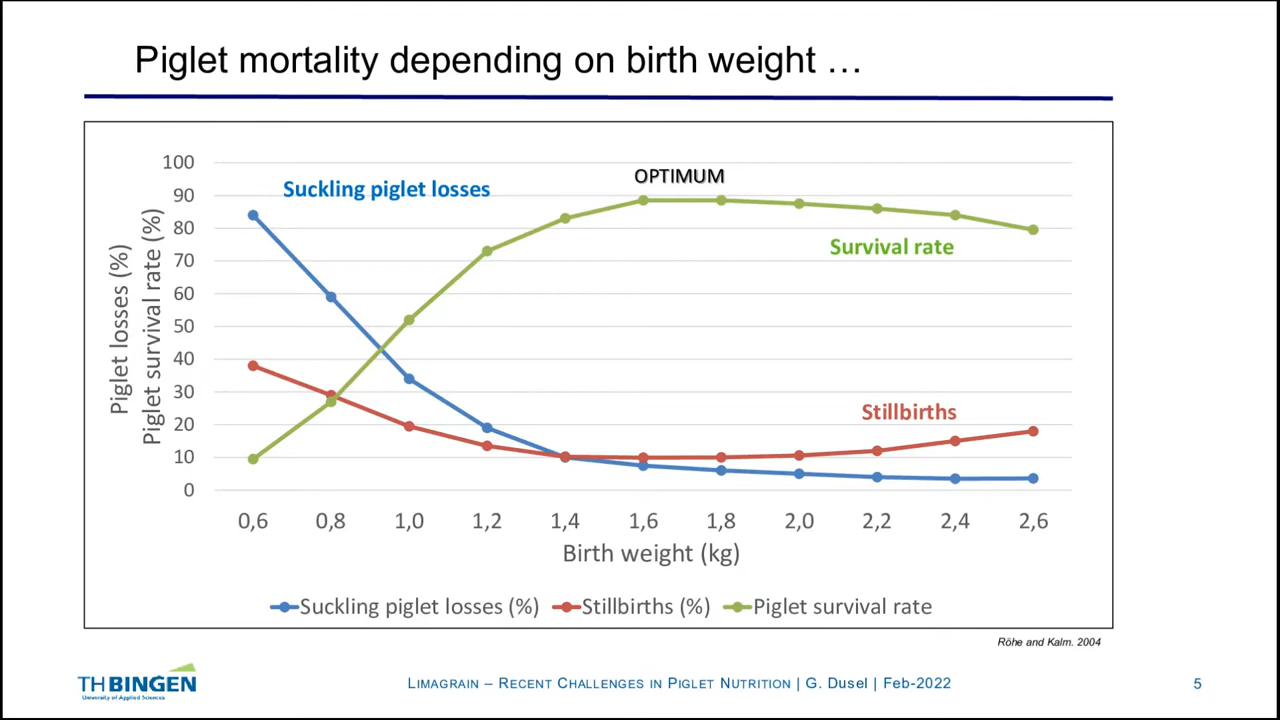 Piglet mortality depending on birth weight …
Piglet losses (%)
Piglet survival rate (%)
100
90
80
70
60
50
40
30
20
10
0
Suckling piglet losses
OPTIMUM
Survival rate
Stillbirths
0,6 0,8 1,0 1,2 1,4 1,6 1,8 2,0 2,2 2,4 2,6
Birth weight (kg)
Suckling piglet losses (%) Stillbirths (%) Piglet survival rate
Röhe and Kalm. 2004
TH BINGEN
University of Applied Sciences
LIMAGRAIN – RECENT CHALLENGES IN PIGLET NUTRITION | G. Dusel | Feb-2022
5